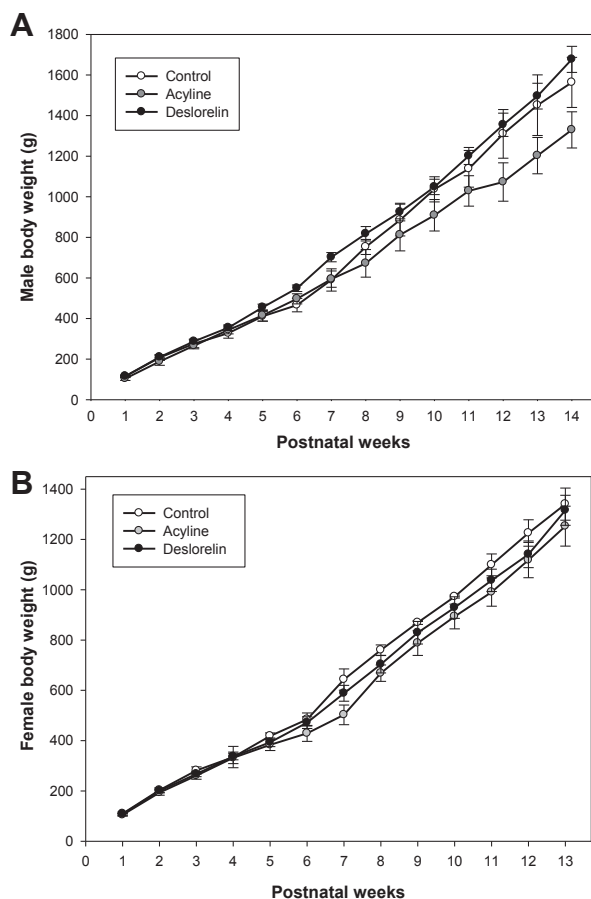 A
1800
1600
1400
1200
1000
800
600
400
200
0
Male body weight (g)
Control
Acyline
Deslorelin
0 1 2 3 4 5 6 7 8 9 10 11 12 13 14
Postnatal weeks
B
1400
1200
1000
800
600
400
200
0
Female body weight (g)
Control
Acyline
Deslorelin
0 1 2 3 4 5 6 7 8 9 10 11 12 13
Postnatal weeks